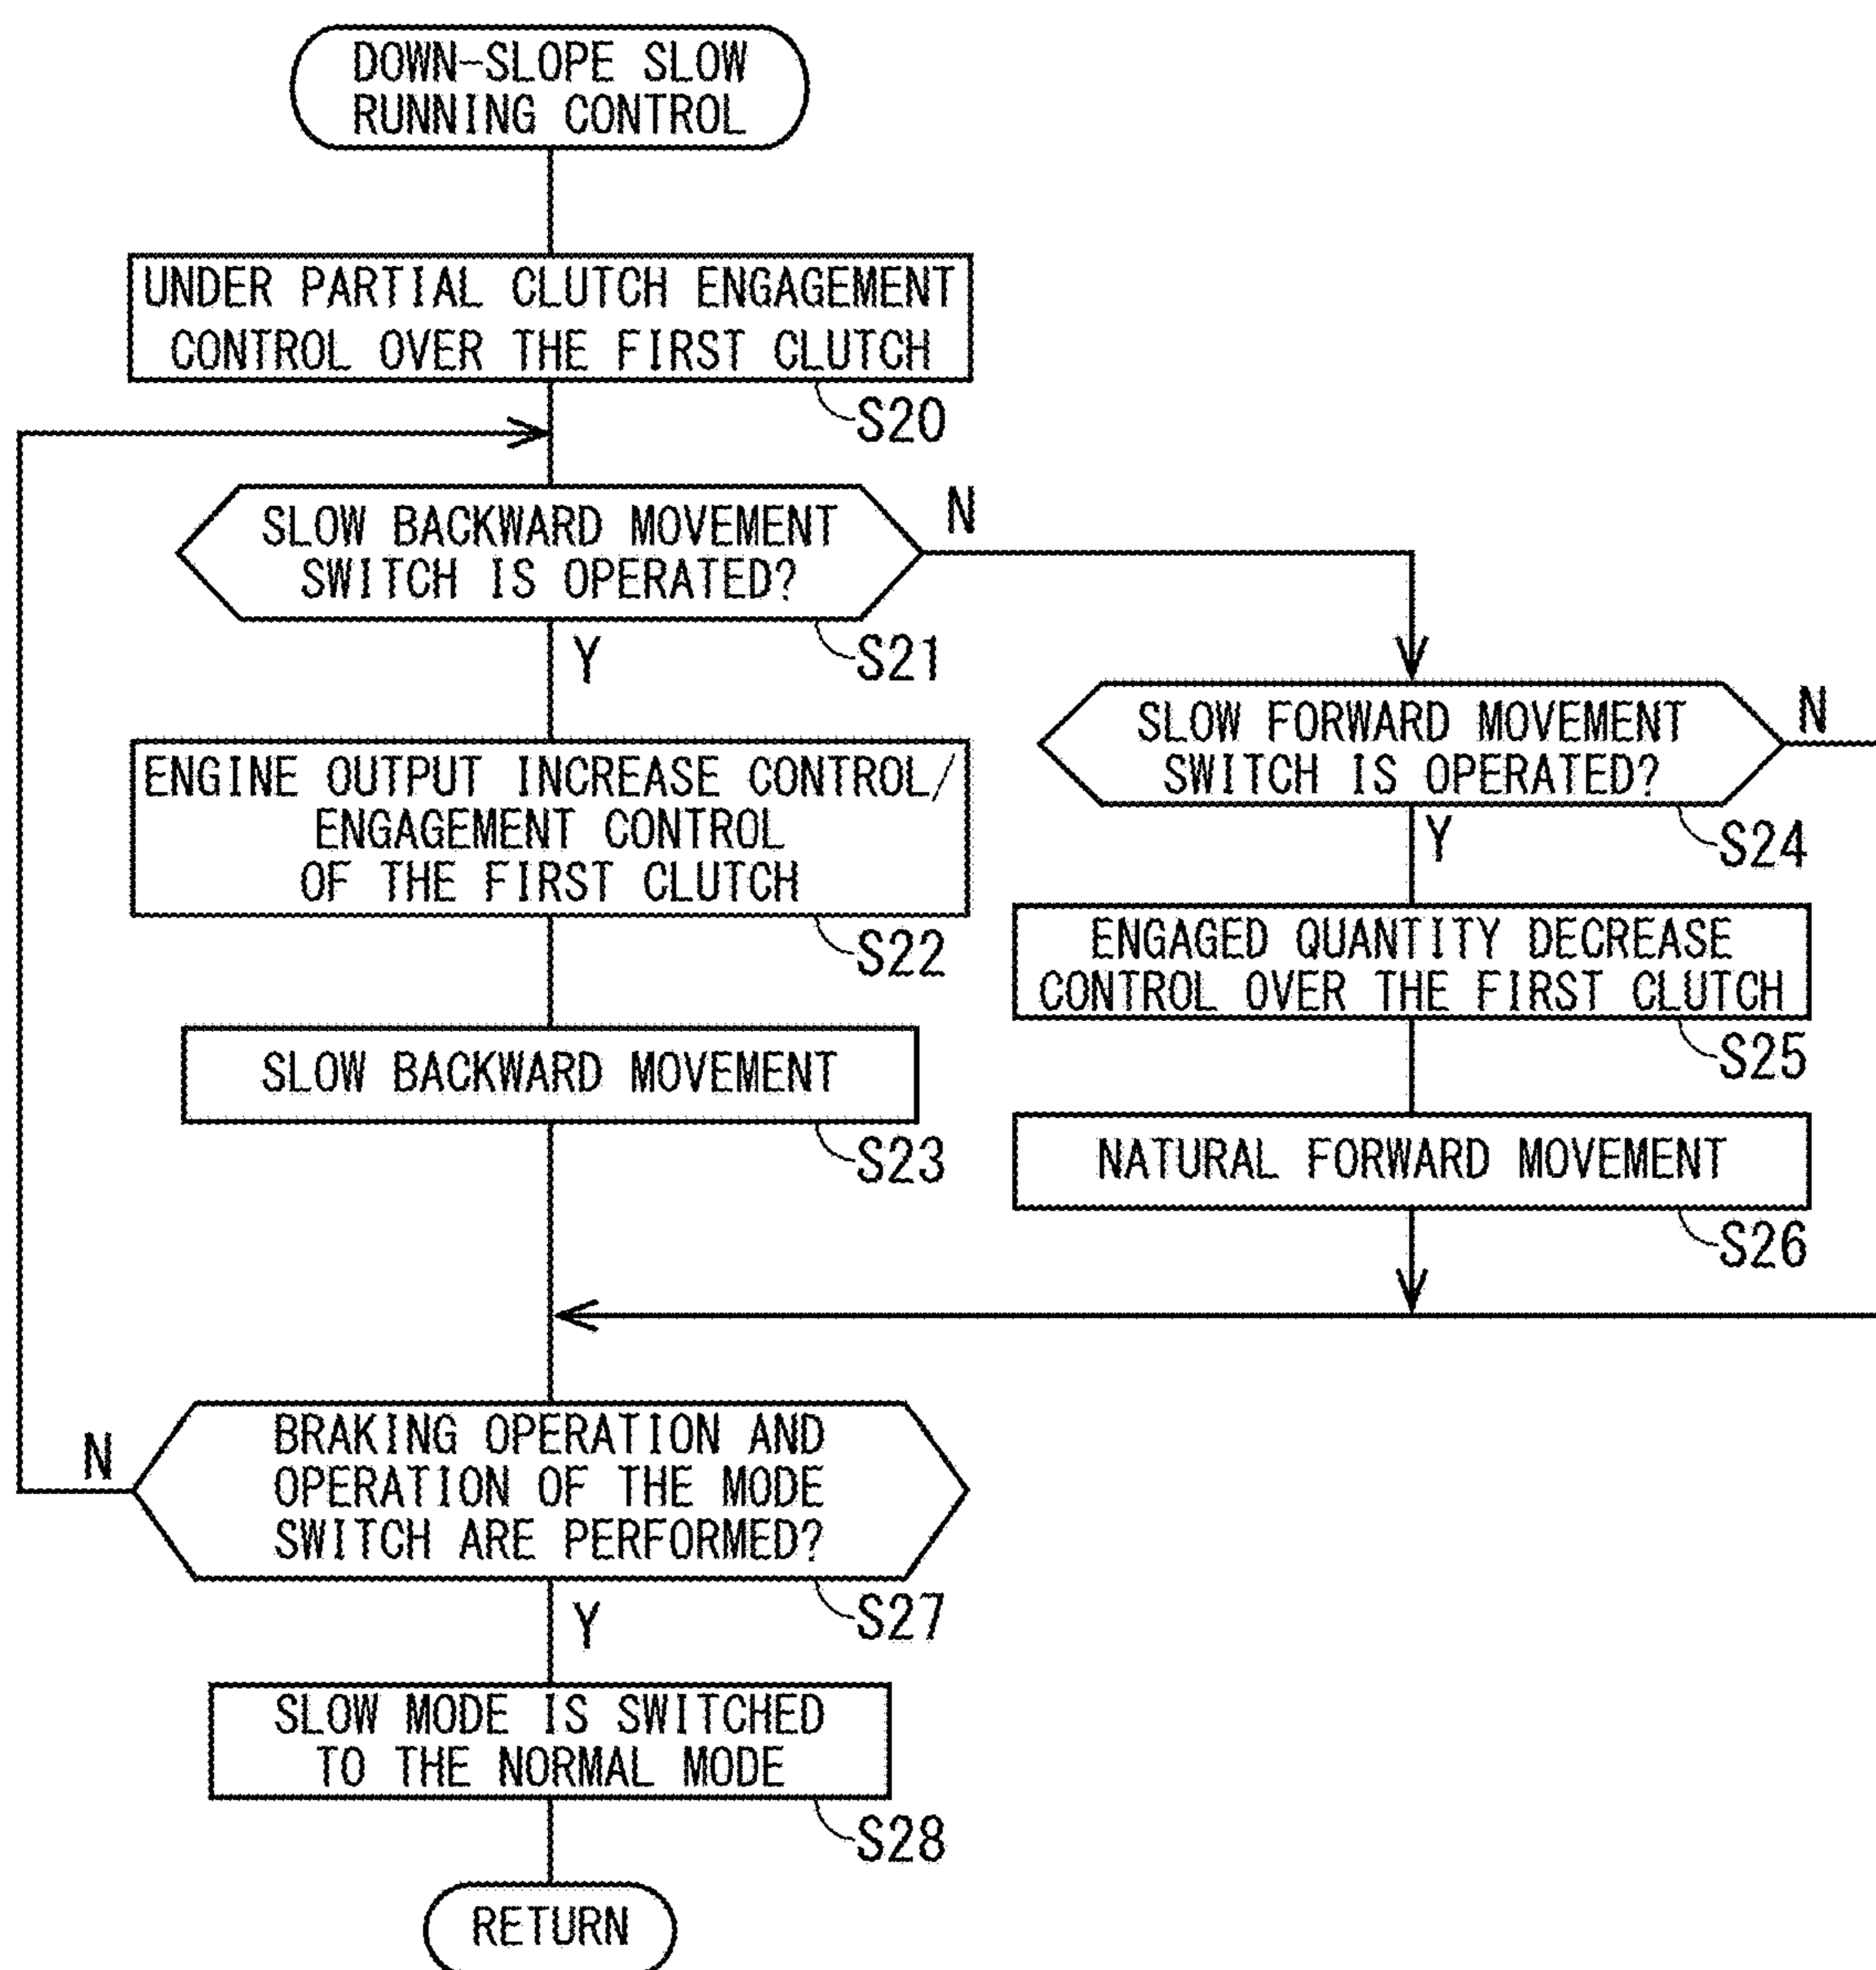 DOWN-SLOPE SLOW
RUNNING CONTROL
UNDER PARTIAL CLUTCH ENGAGEMENT
CONTROL OVER THE FIRST CLUTCH
S20
SLOW BACKWARD MOVEMENT
SWITCH IS OPERATED?
N
S21
Y
ENGINE OUTPUT INCREASE CONTROL/
ENGAGEMENT CONTROL
OF THE FIRST CLUTCH
S22
SLOW BACKWARD MOVEMENT
S23
SLOW FORWARD MOVEMENT
SWITCH IS OPERATED?
N
S24
Y
ENGAGED QUANTITY DECREASE
CONTROL OVER THE FIRST CLUTCH
S25
NATURAL FORWARD MOVEMENT
S26
BRAKING OPERATION AND
OPERATION OF THE MODE
SWITCH ARE PERFORMED?
N
S27
Y
SLOW MODE IS SWITCHED
TO THE NORMAL MODE
S28
RETURN